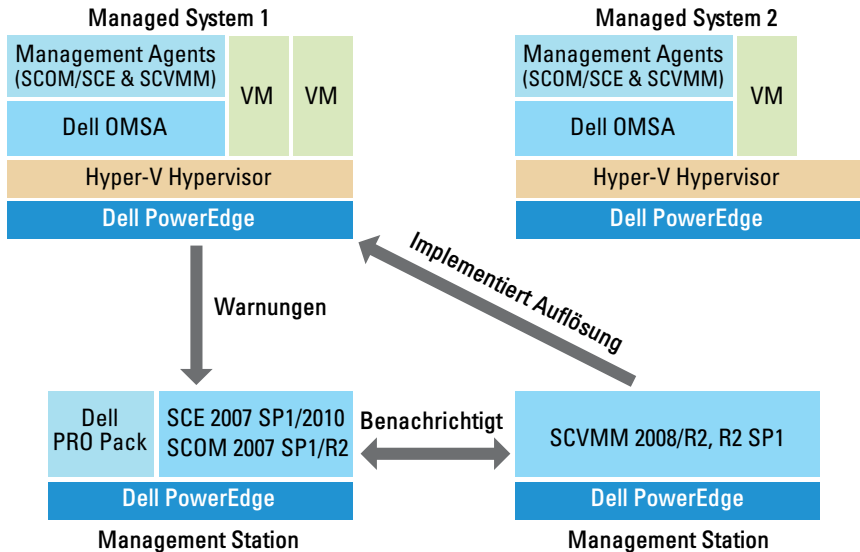 Managed System 1
Management Agents
(SCOM/SCE & SCVMM)
Dell OMSA
VM
VM
Hyper-V Hypervisor
Dell PowerEdge
Managed System 2
Management Agents
(SCOM/SCE & SCVMM)
Dell OMSA
VM
Hyper-V Hypervisor
Dell PowerEdge
Warnungen
Implementiert Auflösung
Dell
PRO Pack
SCE 2007 SP1/2010
SCOM 2007 SP1/R2
Dell PowerEdge
Management Station
Benachrichtigt
SCVMM 2008/R2, R2 SP1
Dell PowerEdge
Management Station